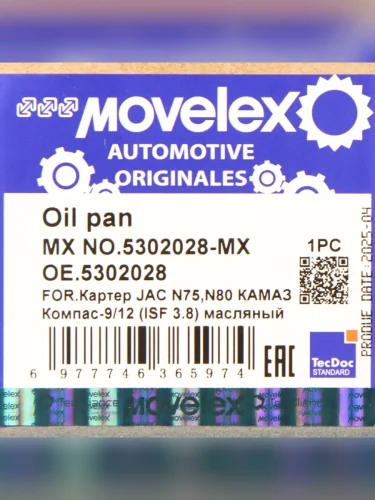 movelex
AUTOMOTIVE
ORIGINALES
Oil pan
MX NO.5302028-MX
1PC
OE.5302028
FOR.Картер JAC N75,N80 КАМАЗ
Компас-9/12 (ISF 3.8) масляный
6 977746 365974
EAC
TecDoc
STANDARD
PRODUE DATE:2025-04
movelex